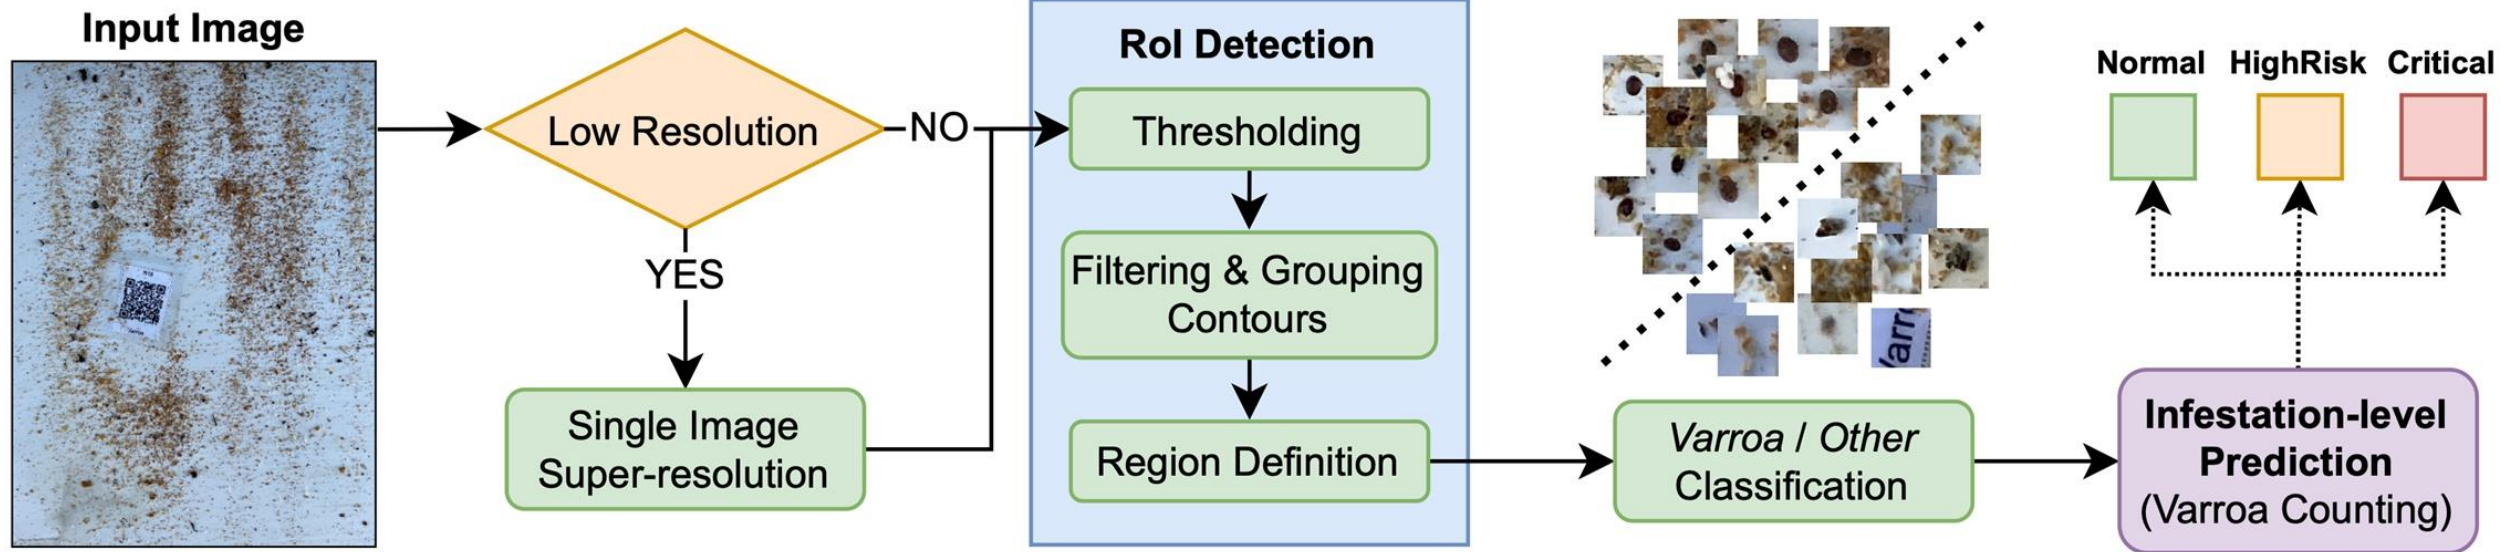 Input Image
Low Resolution
NO
YES
Single Image
Super-resolution
RoI Detection
Thresholding
Filtering & Grouping
Contours
Region Definition
Varroa / Other
Classification
Normal
HighRisk
Critical
Infestation-level
Prediction
(Varroa Counting)